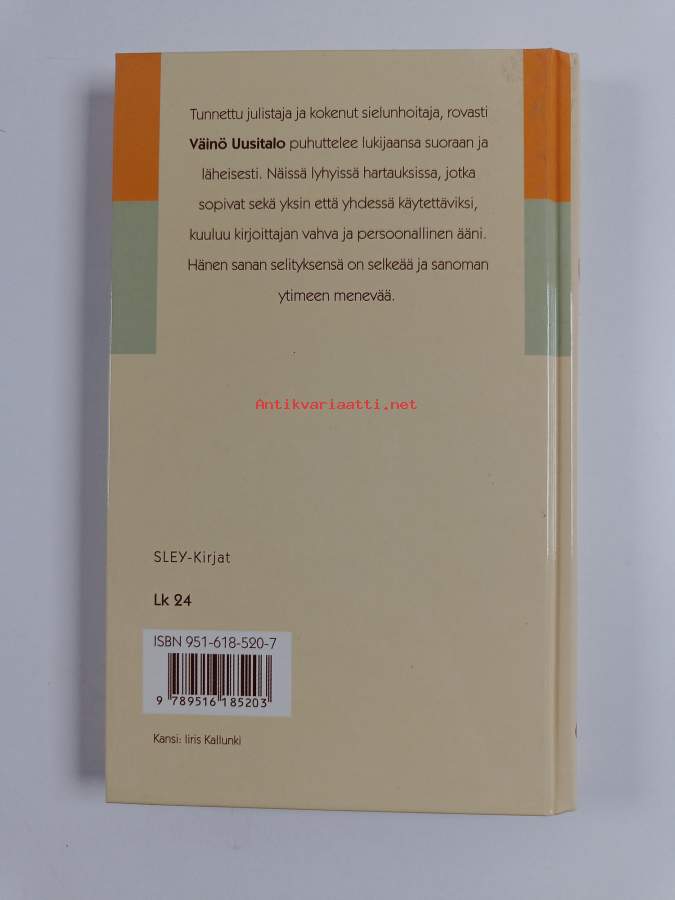 Tunnettu julistaja ja kokenut sielunhoitaja, rovasti
Väinö Uusitalo puhuttelee lukijaansa suoraan ja
läheisesti. Näissä lyhyissä hartauksissa, jotka
sopivat sekä yksin että yhdessä käytettäviksi,
kuuluu kirjoittajan vahva ja persoonallinen ääni.
Hänen sanan selityksensä on selkeää ja sanoman
ytimeen menevää.
Antikvariaatti.net
SLEY-Kirjat
Lk 24
ISBN 951-618-520-7
9 789516 185203
Kansi: Iiris Kallunki